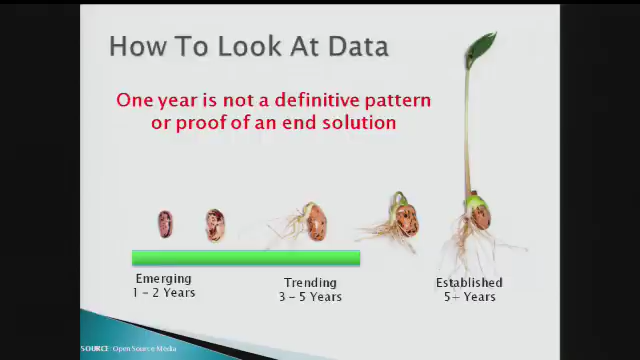 How To Look At Data
One year is not a definitive pattern
or proof of an end solution
Emerging
1 – 2 Years
Trending
3 – 5 Years
Established
5+ Years
SOURCE: Open Source Media